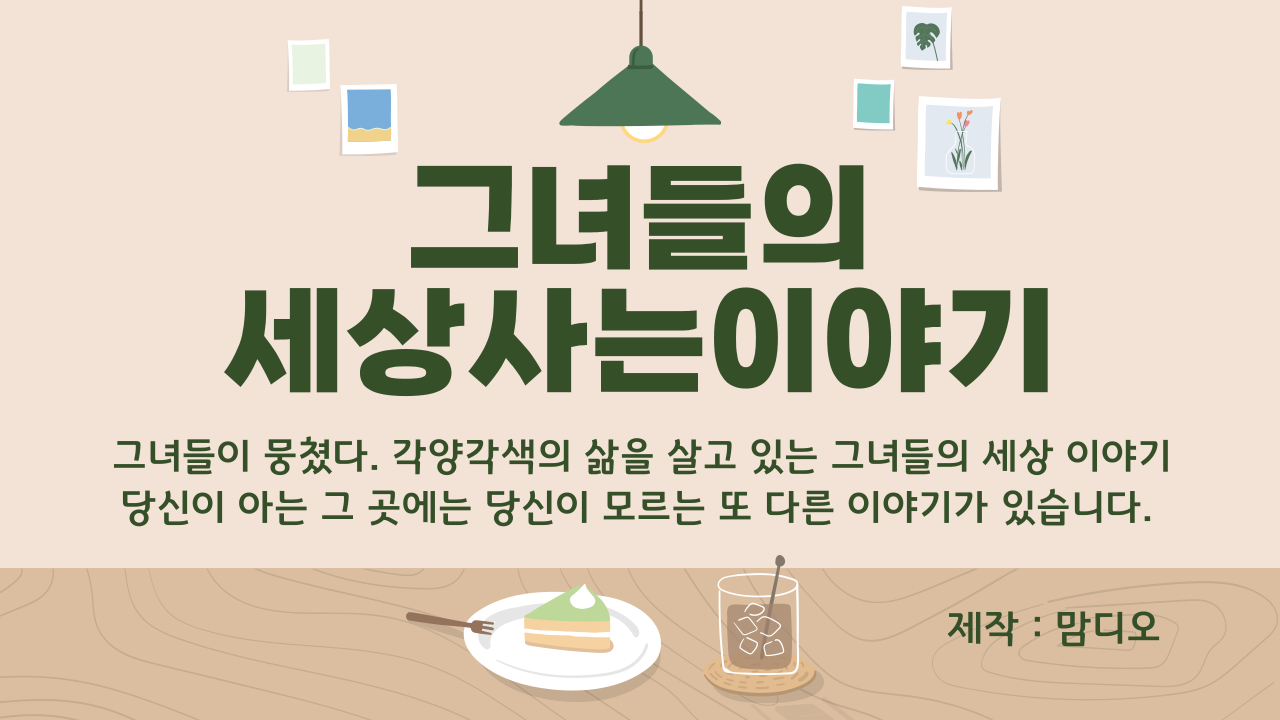 그녀들의
세상사는이야기
그녀들이 뭉쳤다. 각양각색의 삶을 살고 있는 그녀들의 세상 이야기
당신이 아는 그 곳에는 당신이 모르는 또 다른 이야기가 있습니다.
제작 : 맘디오